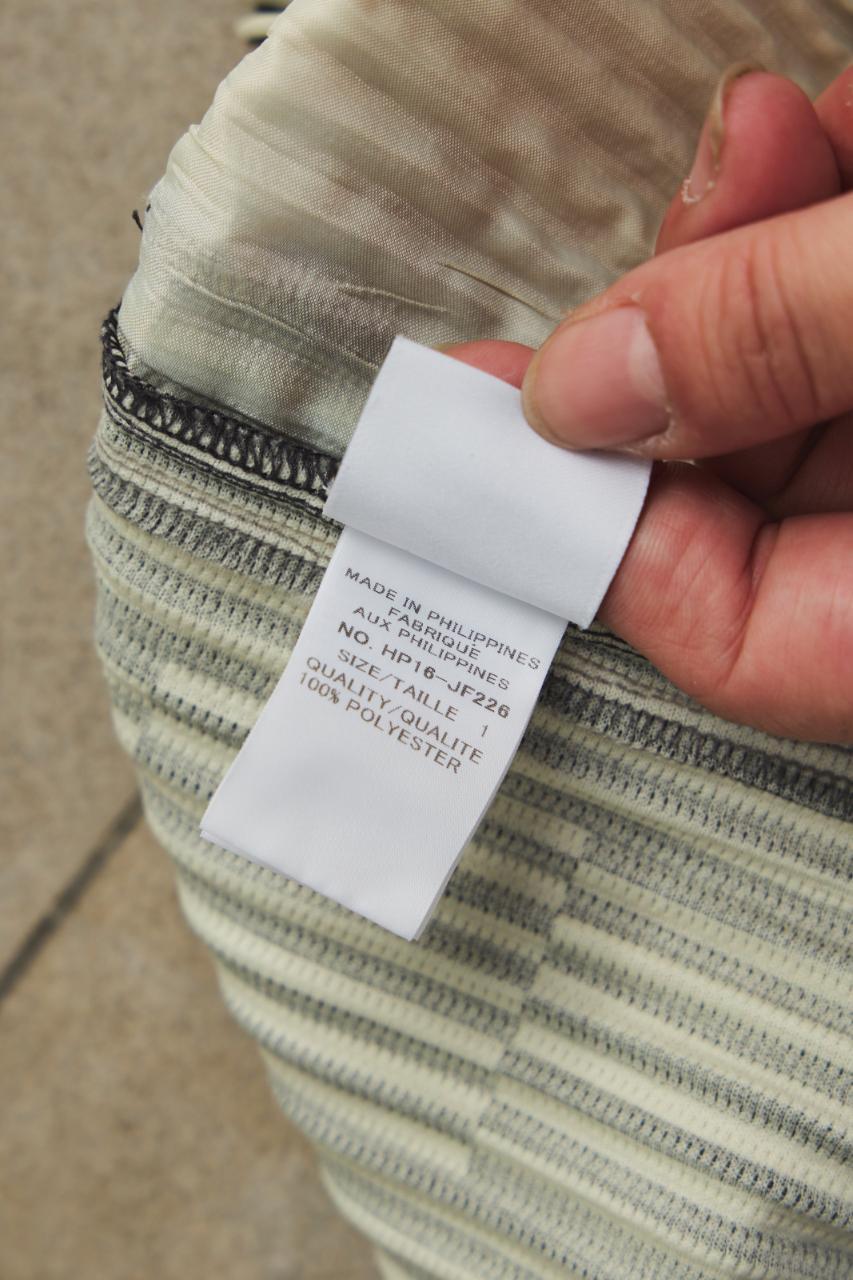 MADE IN PHILIPPINES
FABRIQUE
AUX PHILIPPINES
NO. HP16-JF226
SIZE/TAILLE 1
QUALITY/QUALITE
100% POLYESTER